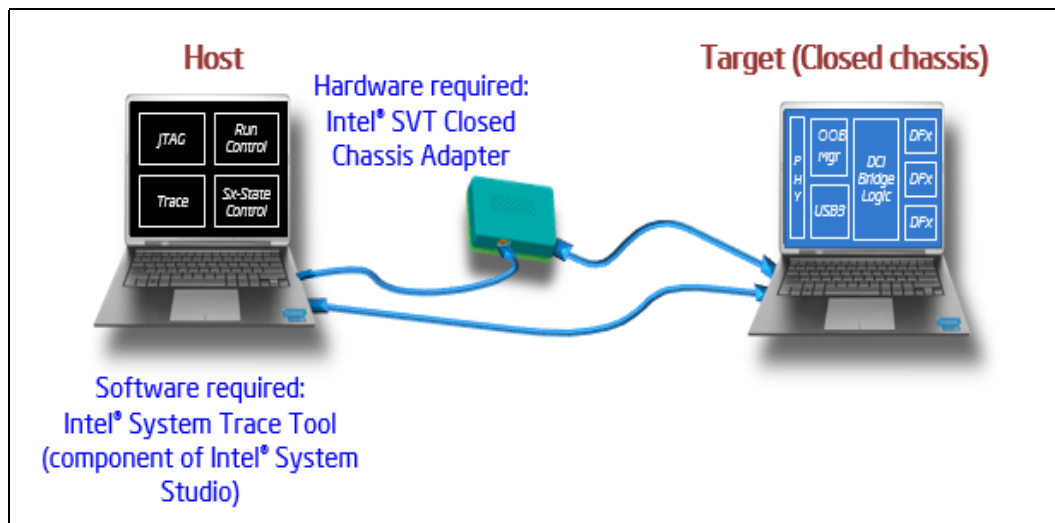 Host
Target (Closed chassis)
Hardware required:
Intel® SVT Closed
Chassis Adapter
JTAG
Run
Control
Trace
Sx-State
Control
P
H
Y
OOB
Mgr
USB3
DCI
Bridge
Logic
DFx
DFx
DFx
Software required:
Intel® System Trace Tool
(component of Intel® System
Studio)